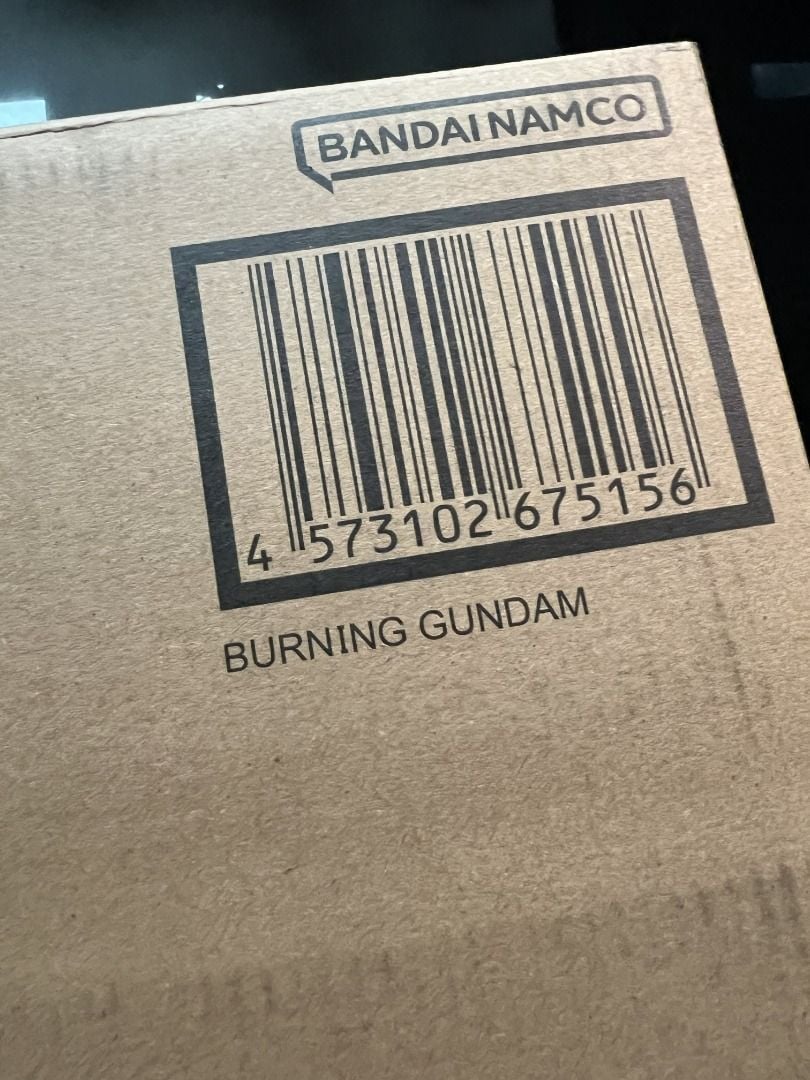 BANDAI NAMCO
4 573102 675156
BURNING GUNDAM